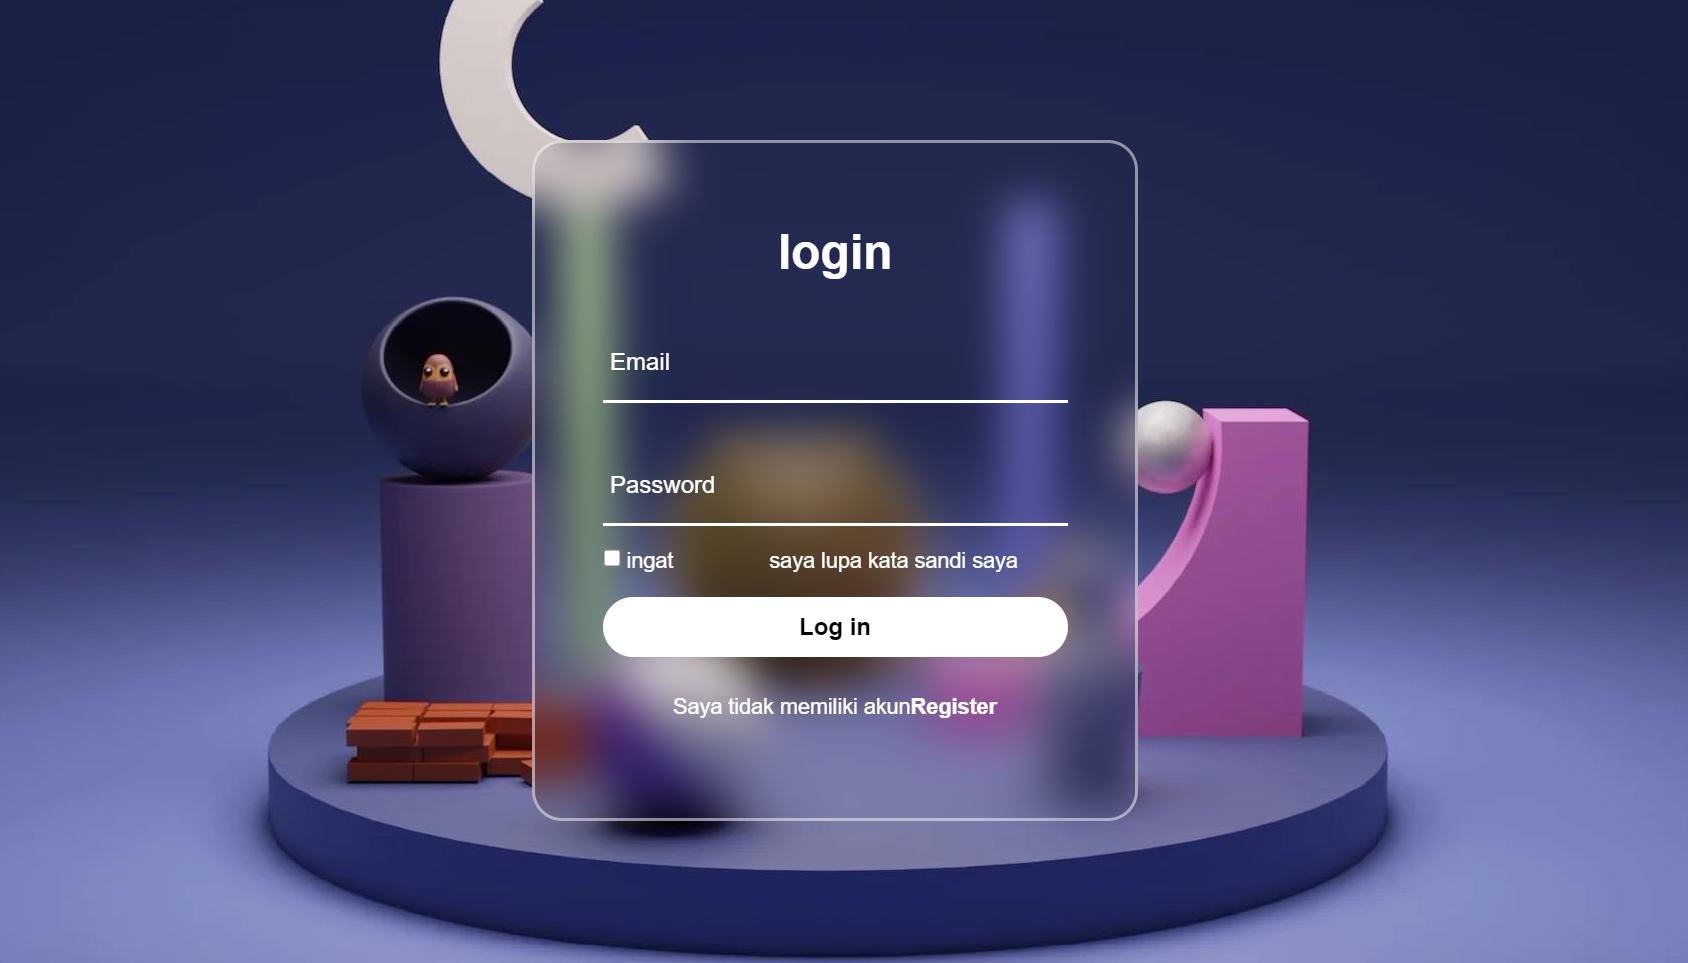 login
Email
Password
ingat saya lupa kata sandi saya
Log in
Saya tidak memiliki akunRegister